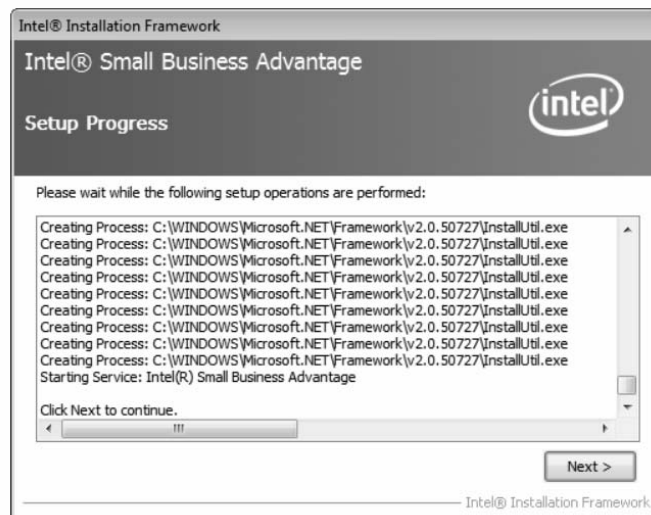 Intel® Installation Framework
Intel® Small Business Advantage
intel
Setup Progress
Please wait while the following setup operations are performed:
Creating Process: C:\WINDOWS\Microsoft.NET\Framework\v2.0.50727\InstallUtil.exe
Creating Process: C:\WINDOWS\Microsoft.NET\Framework\v2.0.50727\InstallUtil.exe
Creating Process: C:\WINDOWS\Microsoft.NET\Framework\v2.0.50727\InstallUtil.exe
Creating Process: C:\WINDOWS\Microsoft.NET\Framework\v2.0.50727\InstallUtil.exe
Creating Process: C:\WINDOWS\Microsoft.NET\Framework\v2.0.50727\InstallUtil.exe
Creating Process: C:\WINDOWS\Microsoft.NET\Framework\v2.0.50727\InstallUtil.exe
Creating Process: C:\WINDOWS\Microsoft.NET\Framework\v2.0.50727\InstallUtil.exe
Creating Process: C:\WINDOWS\Microsoft.NET\Framework\v2.0.50727\InstallUtil.exe
Creating Process: C:\WINDOWS\Microsoft.NET\Framework\v2.0.50727\InstallUtil.exe
Starting Service: Intel(R) Small Business Advantage
Click Next to continue.
Next >
Intel® Installation Framework